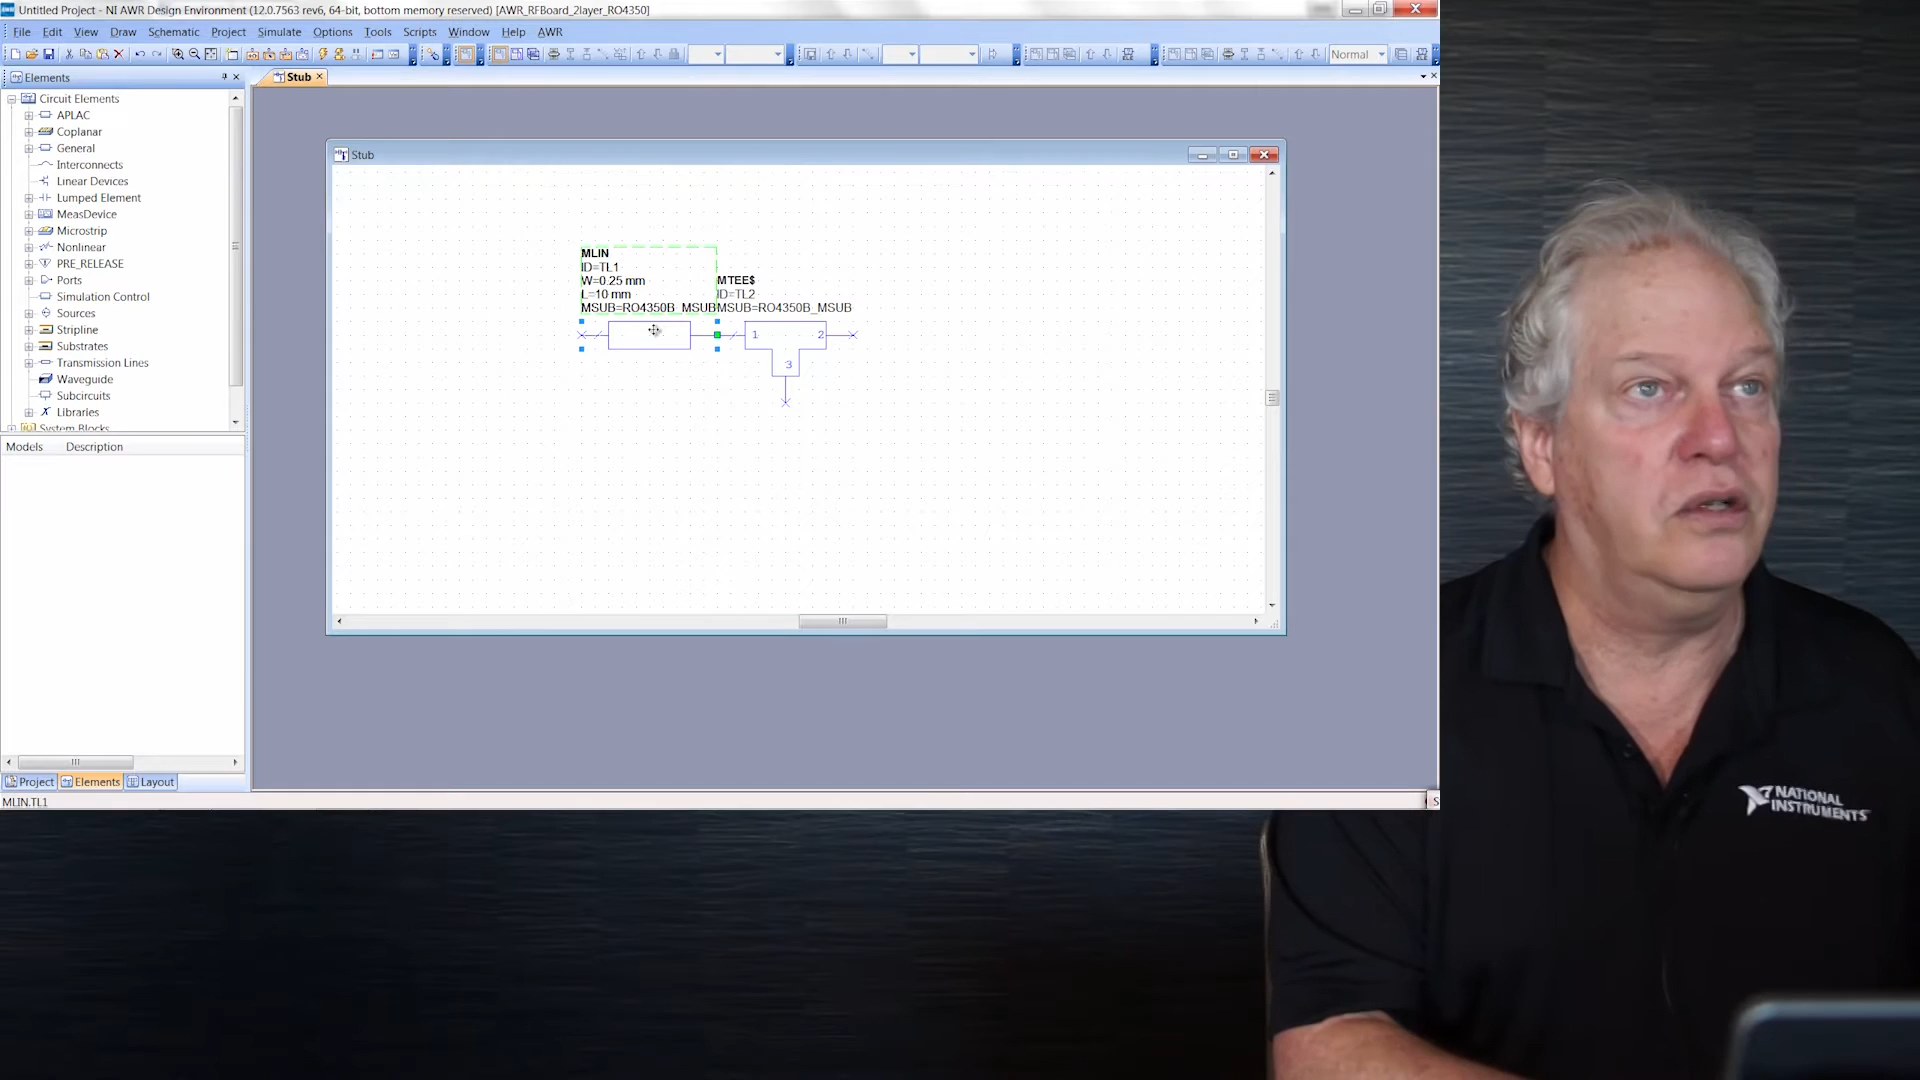 Untitled Project - NI AWR Design Environment (12.0.7563 rev6, 64-bit, bottom memory reserved) [AWR_RFBoard_2layer_RO4350]
File Edit View Draw Schematic Project Simulate Options Tools Scripts Window Help AWR
Normal
Elements
Stub
Circuit Elements
APLAC
Coplanar
General
Interconnects
Linear Devices
Lumped Element
MeasDevice
Microstrip
Nonlinear
PRE_RELEASE
Ports
Simulation Control
Sources
Stripline
Substrates
Transmission Lines
Waveguide
Subcircuits
Libraries
System Blocks
Models Description
Project Elements Layout
MLIN.TL1
Stub
MLIN
ID=TL1
W=0.25 mm
L=10 mm
MSUB=RO4350B_MSUB
MTEE$
ID=TL2
MSUB=RO4350B_MSUB
1 2
3
S
NATIONAL
INSTRUMENTS